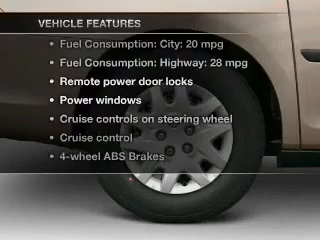 VEHICLE FEATURES
• Fuel Consumption: City: 20 mpg
• Fuel Consumption: Highway: 28 mpg
• Remote power door locks
• Power windows
• Cruise controls on steering wheel
• Cruise control
• 4-wheel ABS Brakes